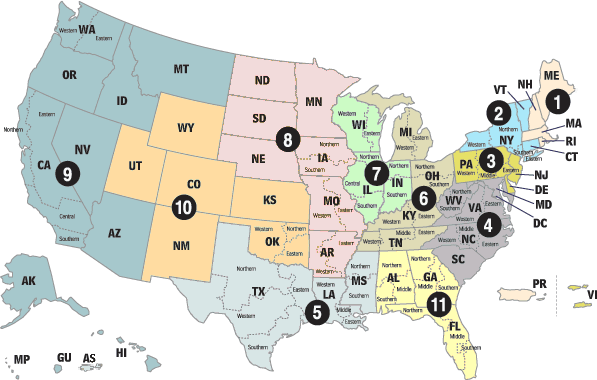 WA
Western
Eastern
MT
ND
MN
OR
ID
SD
8
WY
NE
IA
Northern
Southern
WI
Western
Eastern
MI
Western
Eastern
ME
NH
VT
1
2
MA
RI
CT
NY
Northern
Western
Southern
Eastern
Northern
Eastern
CA
NV
9
Central
Southern
UT
CO
10
KS
MO
Western
Eastern
7
Northern
Central
IL
Southern
Northern
IN
Southern
OH
Northern
Southern
6
PA
Western
Middle
Eastern
3
NJ
DE
MD
DC
WV
Northern
Southern
VA
Western
Eastern
4
KY
Western
Eastern
AZ
NM
OK
Western
Northern
Eastern
AR
Western
Eastern
TN
Western
Middle
Eastern
NC
Western
Middle
Eastern
SC
TX
Northern
Western
Eastern
Southern
5
LA
Western
Middle
Eastern
MS
Northern
Southern
AL
Northern
Middle
Southern
GA
Northern
Middle
Southern
11
FL
Northern
Middle
Southern
AK
PR
VI
MP
GU
AS
HI